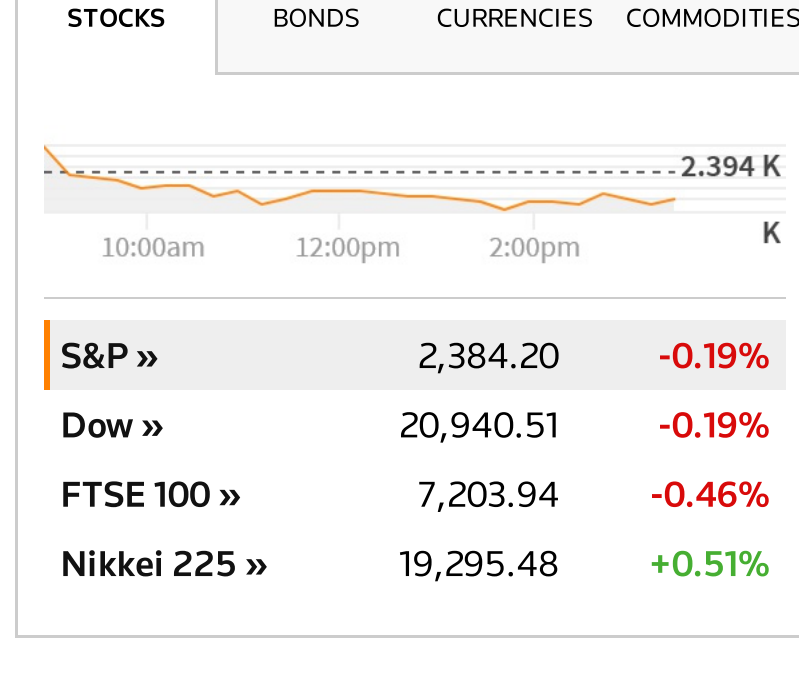 STOCKS BONDS CURRENCIES COMMODITIES
2.394 K
K
10:00am 12:00pm 2:00pm
S&P » 2,384.20 -0.19%
Dow » 20,940.51 -0.19%
FTSE 100 » 7,203.94 -0.46%
Nikkei 225 » 19,295.48 +0.51%